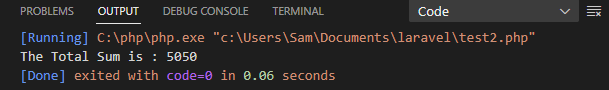 PROBLEMS OUTPUT DEBUG CONSOLE TERMINAL Code
[Running] C:\php\php.exe "c:\Users\Sam\Documents\laravel\test2.php"
The Total Sum is : 5050
[Done] exited with code=0 in 0.06 seconds